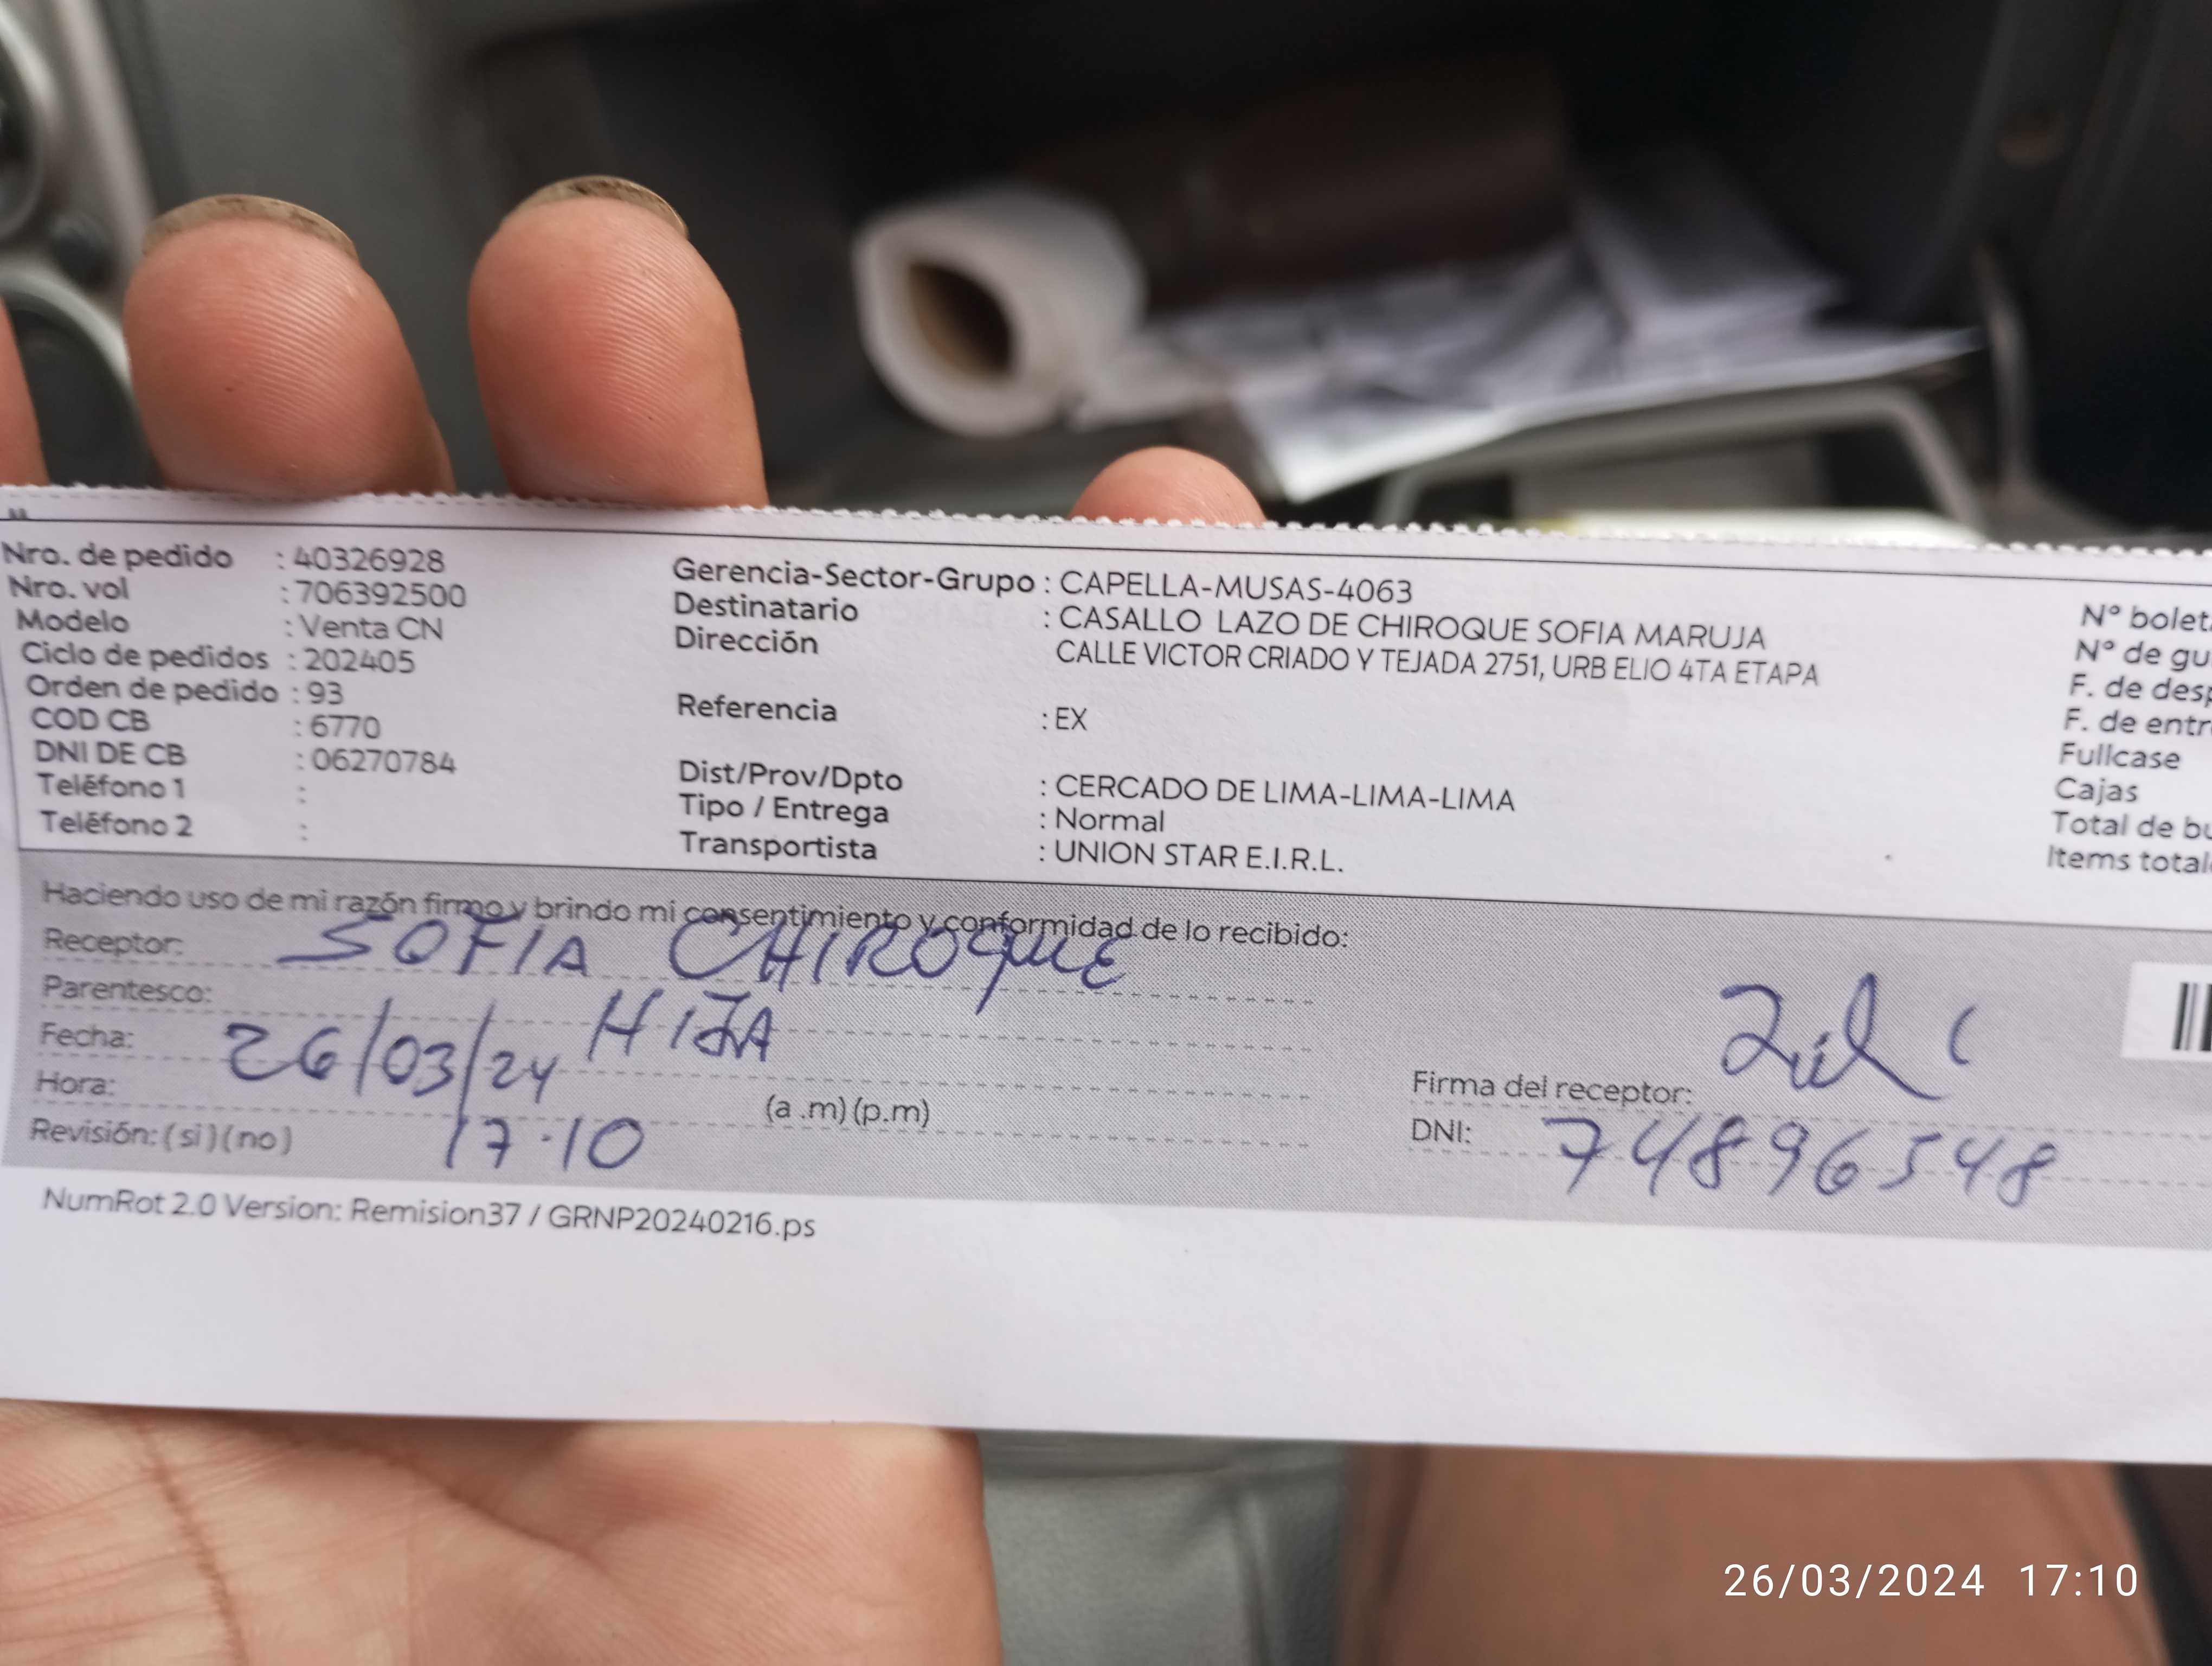 Nro. de pedido : 40326928
Nro. vol : 706392500
Modelo : Venta CN
Ciclo de pedidos : 202405
Orden de pedido : 93
COD CB : 6770
DNI DE CB : 06270784
Teléfono 1 :
Teléfono 2 :
Gerencia-Sector-Grupo : CAPELLA-MUSAS-4063
Destinatario : CASALLO LAZO DE CHIROQUE SOFIA MARUJA
Dirección CALLE VICTOR CRIADO Y TEJADA 2751, URB ELIO 4TA ETAPA
Referencia : EX
Dist/Prov/Dpto : CERCADO DE LIMA-LIMA-LIMA
Tipo / Entrega : Normal
Transportista : UNION STAR E.I.R.L.
N° bolet
N° de gu
F. de desp
F. de entr
Fullcase
Cajas
Total de bu
Items total
Haciendo uso de mi razón firmo y brindo mi consentimiento y conformidad de lo recibido:
Receptor: SOFIA CHIROQUE
Parentesco: HIJA
Fecha: 26/03/24
Hora: 17·10 (a .m) (p.m)
Revisión: ( si ) ( no )
Firma del receptor:
DNI: 74896548
NumRot 2.0 Version: Remision37 / GRNP20240216.ps
26/03/2024 17:10